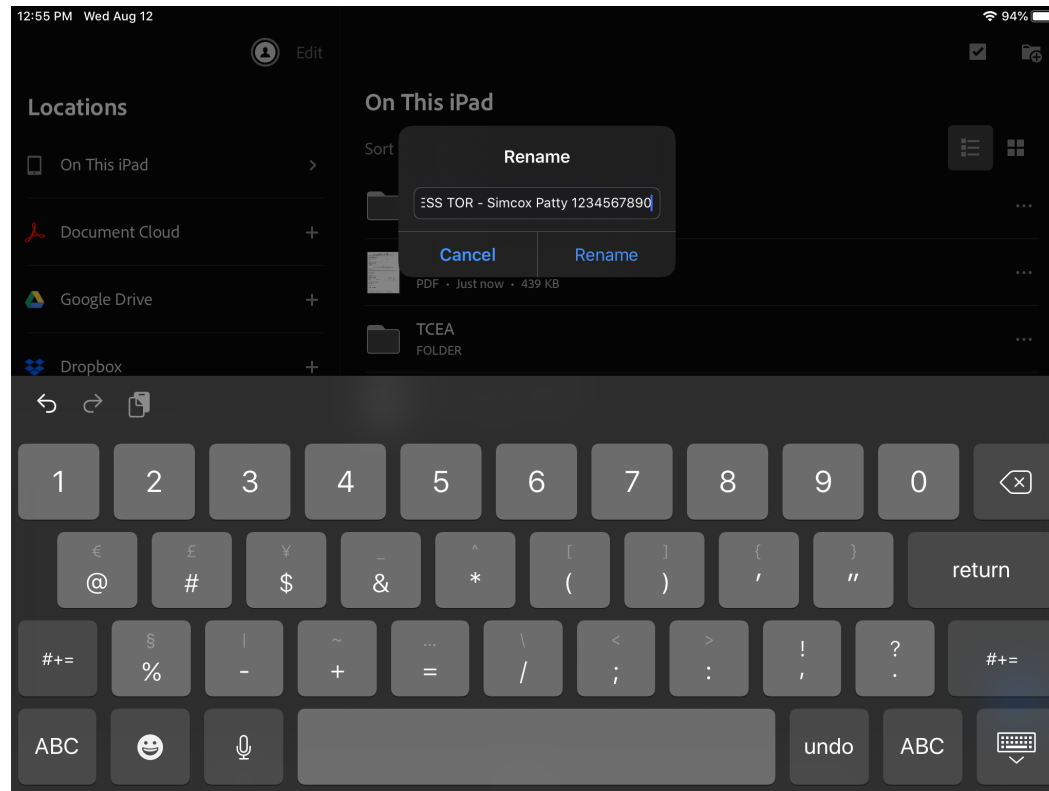 12:55 PM Wed Aug 12
94%
Edit
Locations
On This iPad
Document Cloud
Google Drive
Dropbox
On This iPad
Sort
Rename
ESS TOR - Simcox Patty 1234567890
Cancel
Rename
PDF • Just now • 439 KB
TCEA
FOLDER
1 2 3 4 5 6 7 8 9 0
€ £ ¥ _ ^ [ ] { }
@ # $ & * ( ) ' " return
§ | ~ … \ < > ! ?
#+= % - + = / ; : , . #+=
ABC undo ABC